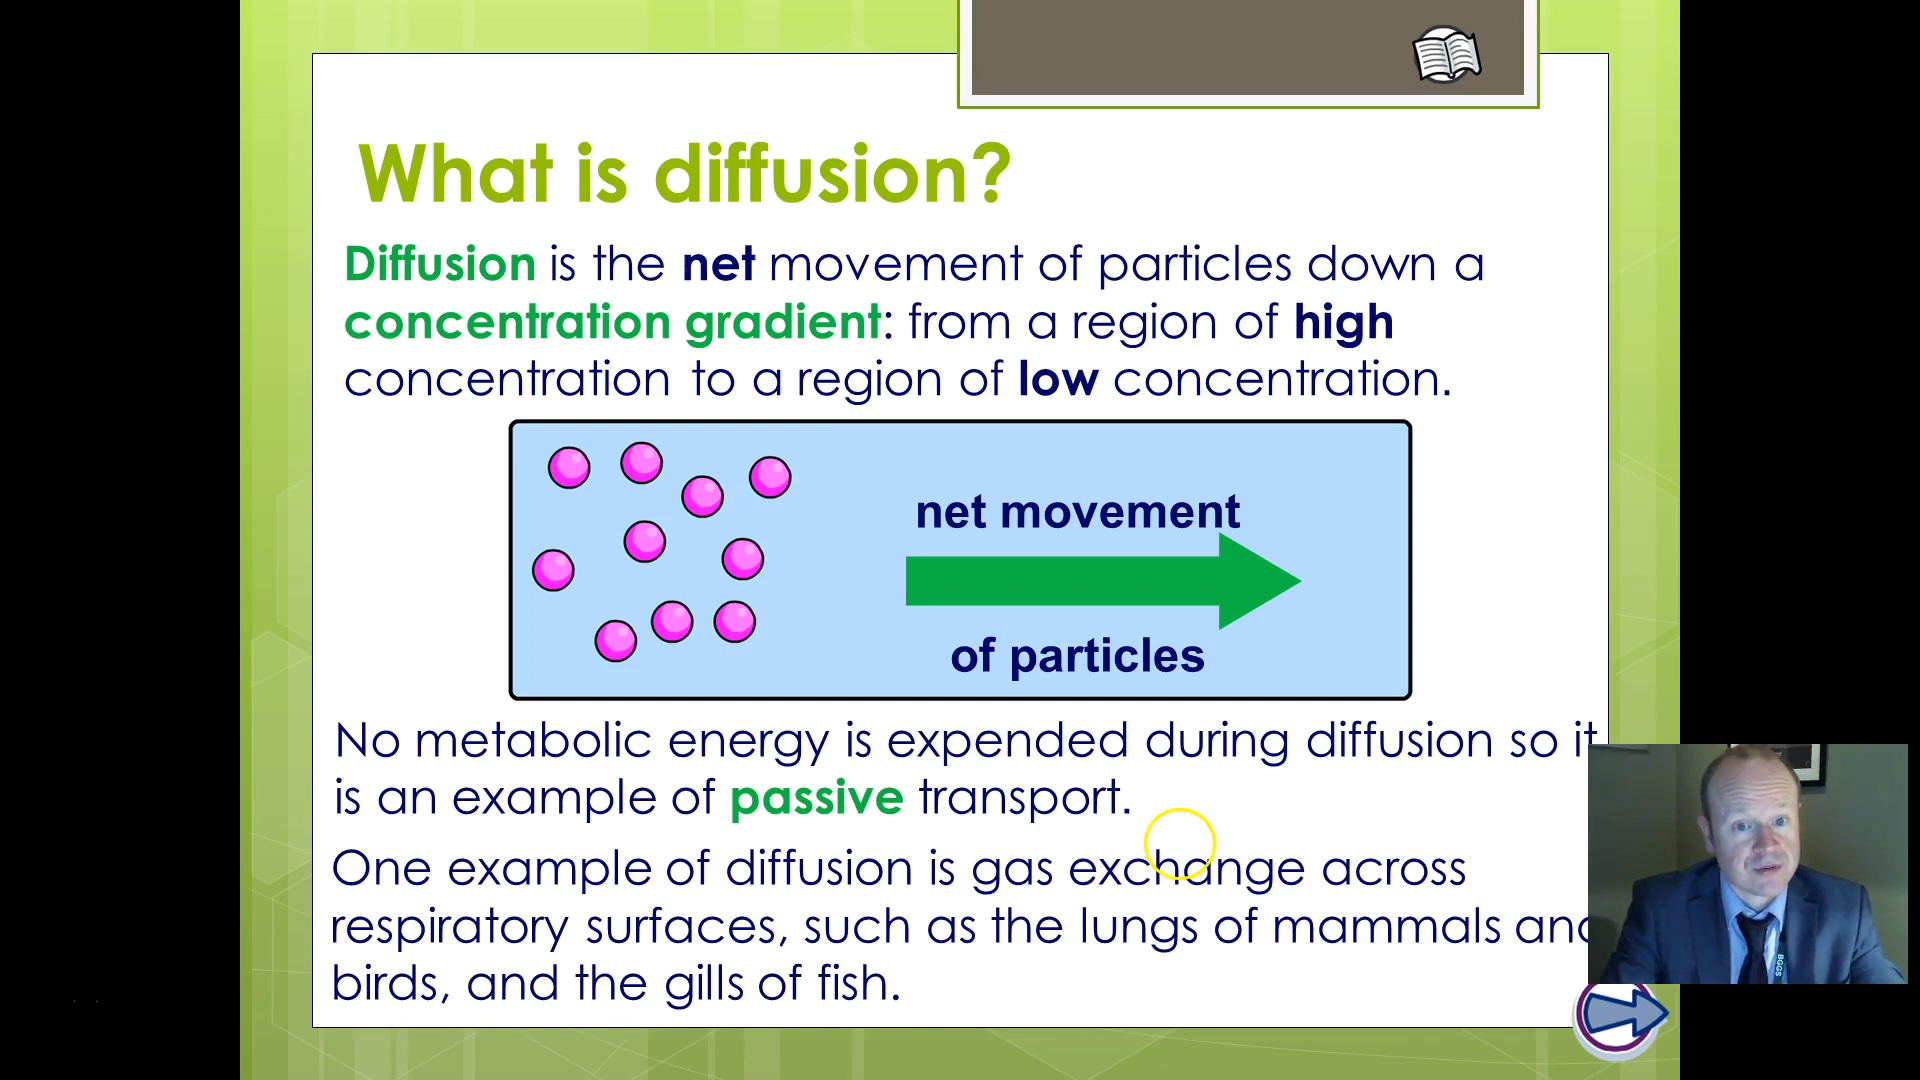 What is diffusion?
Diffusion is the net movement of particles down a
concentration gradient: from a region of high
concentration to a region of low concentration.
net movement
of particles
No metabolic energy is expended during diffusion so it
is an example of passive transport.
One example of diffusion is gas exchange across
respiratory surfaces, such as the lungs of mammals and
birds, and the gills of fish.
BGGS